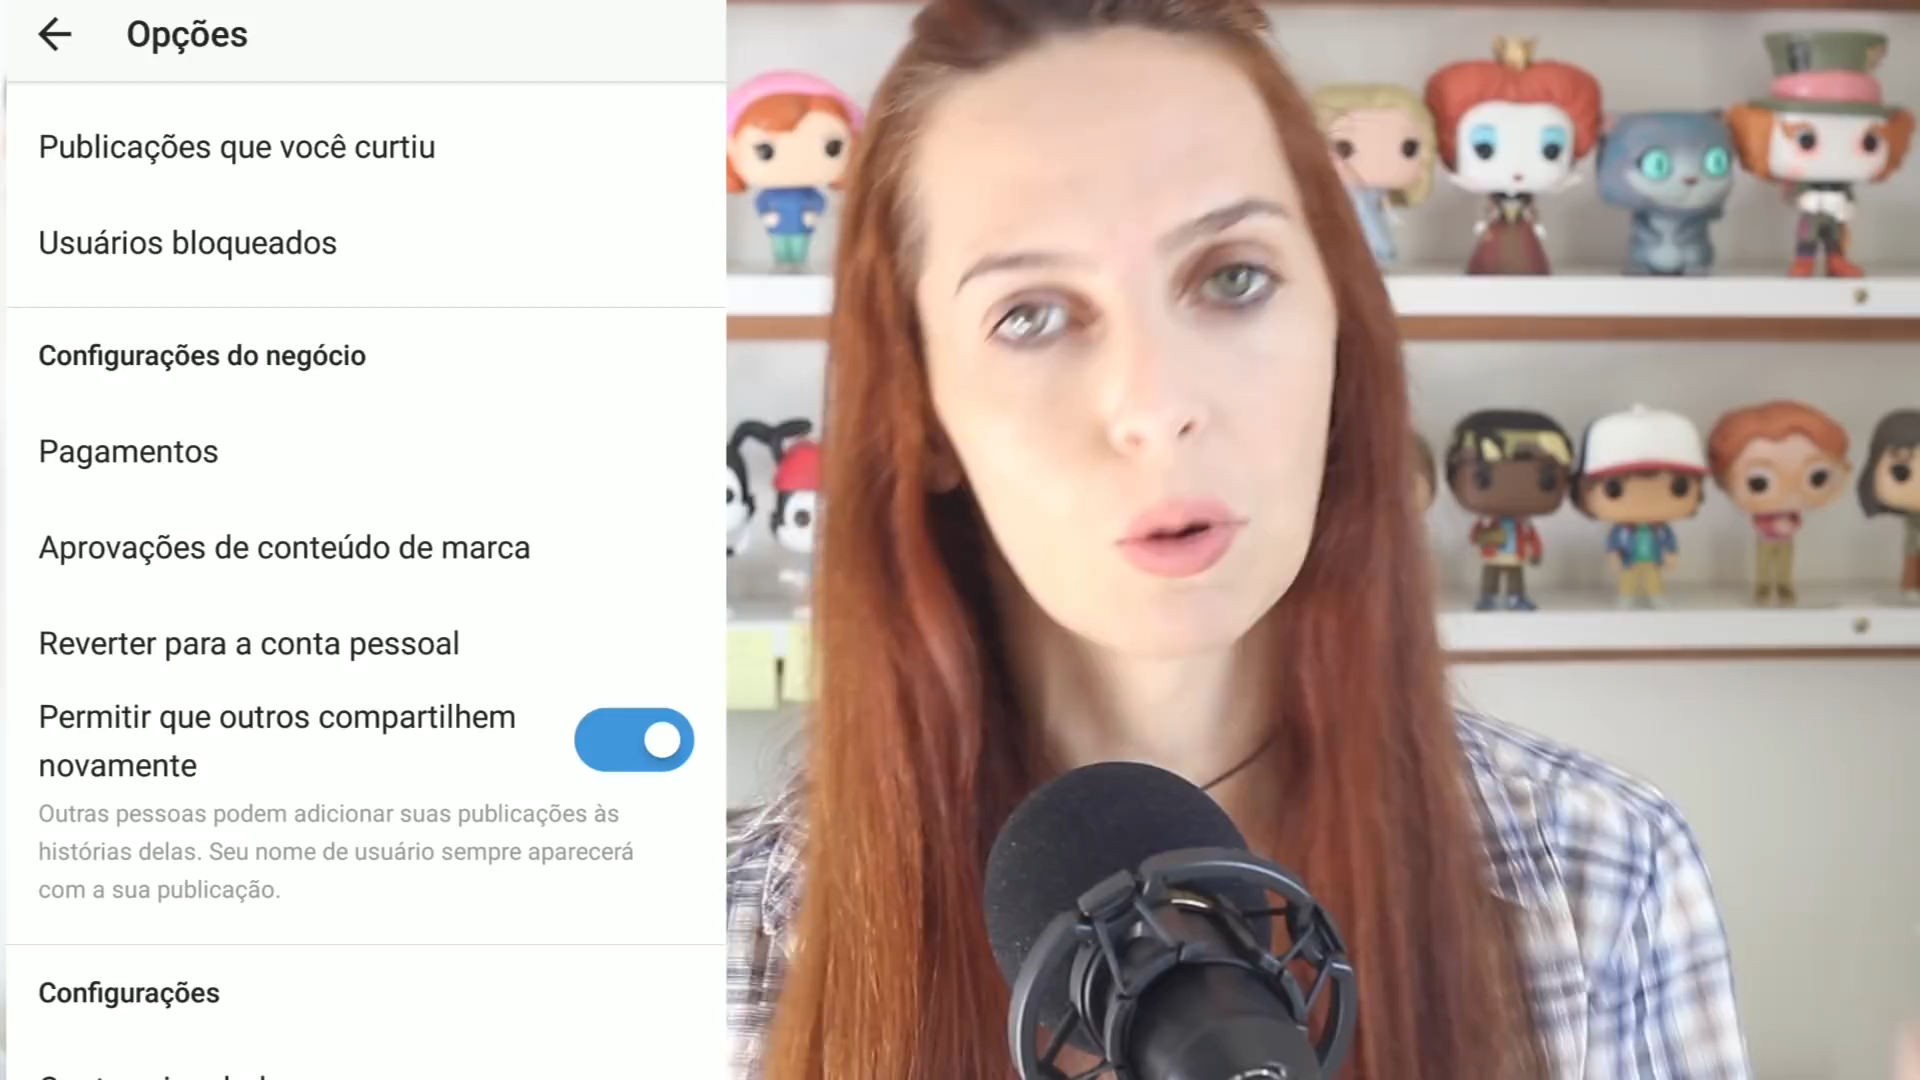 Opções
Publicações que você curtiu
Usuários bloqueados
Configurações do negócio
Pagamentos
Aprovações de conteúdo de marca
Reverter para a conta pessoal
Permitir que outros compartilhem
novamente
Outras pessoas podem adicionar suas publicações às
histórias delas. Seu nome de usuário sempre aparecerá
com a sua publicação.
Configurações